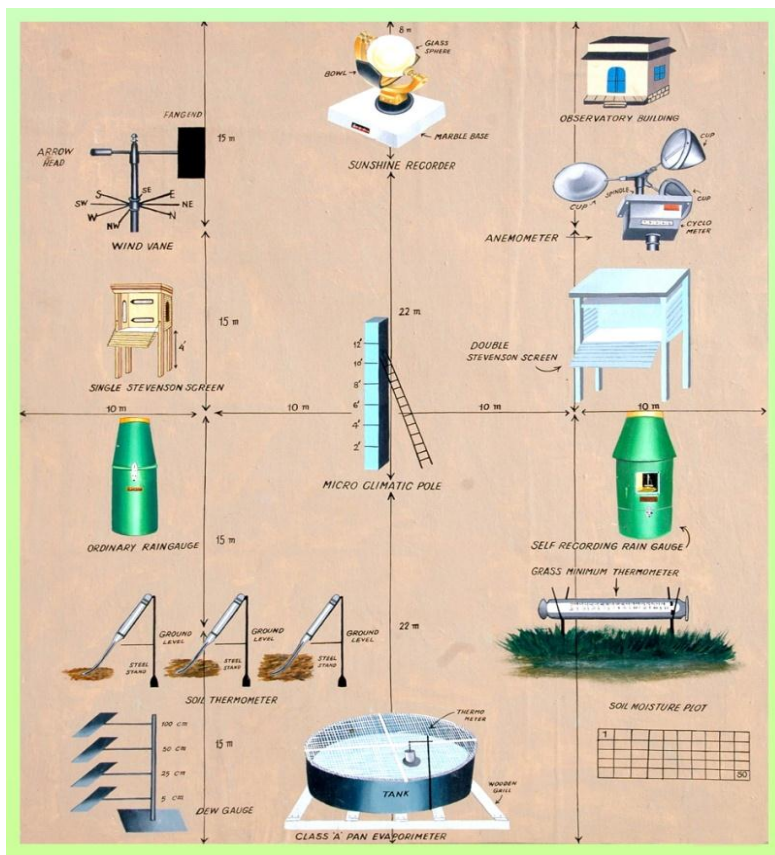 8 m
GLASS
SPHERE
BOWL
MARBLE BASE
SUNSHINE RECORDER
OBSERVATORY BUILDING
FANGEND
15 m
ARROW
HEAD
S
SE
E
SW
NE
W
N
NW
WIND VANE
CUP
CUP
SPINDLE
CUP
CYCLO
METER
ANEMOMETER
15 m
4'
SINGLE STEVENSON SCREEN
22 m
12'
10'
8'
6'
4'
2'
MICRO CLIMATIC POLE
DOUBLE
STEVENSON SCREEN
10 m
10 m
10 m
10 m
ORDINARY RAINGAUGE
15 m
SELF RECORDING RAIN GAUGE
GRASS MINIMUM THERMOMETER
GROUND
LEVEL
STEEL
STAND
GROUND
LEVEL
STEEL
STAND
GROUND
LEVEL
STEEL
STAND
22 m
SOIL THERMOMETER
SOIL MOISTURE PLOT
1
50
100 cm
50 cm
25 cm
5 cm
DEW GAUGE
15 m
THERMO
METER
TANK
WOODEN
GRILL
CLASS 'A' PAN EVAPORIMETER